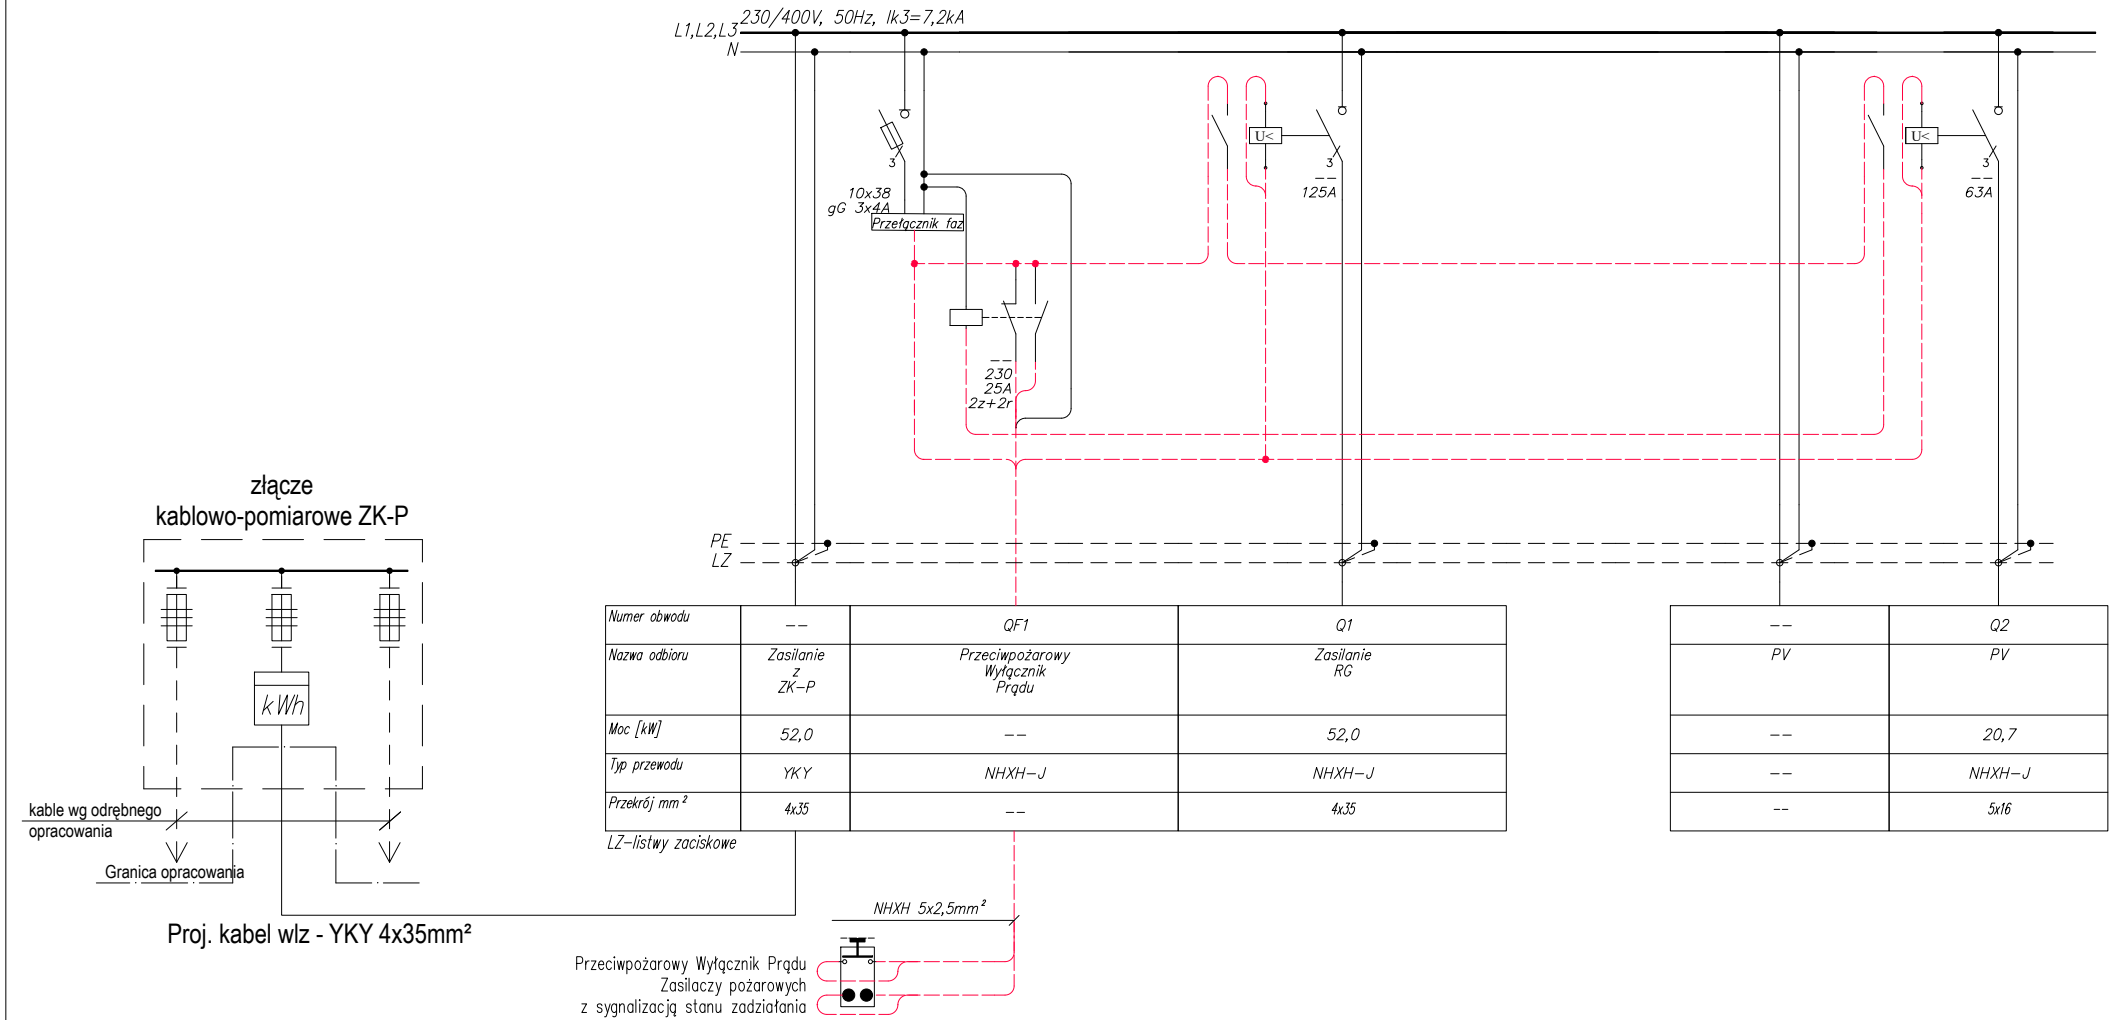 230/400V, 50Hz, Ik3=7,2kA
L1,L2,L3
N
U<
U<
3
3
3
--
125A
--
63A
10x38
gG 3x4A
Przełącznik faz
--
230
25A
2z+2r
złącze
kablowo-pomiarowe ZK-P
PE
LZ
kWh
Numer obwodu -- QF1 Q1 -- Q2
Nazwa odbioru Zasilanie z ZK-P Przeciwpożarowy Wyłącznik Prądu Zasilanie RG PV PV
Moc [kW] 52,0 -- 52,0 -- 20,7
Typ przewodu YKY NHXH-J NHXH-J -- NHXH-J
Przekrój mm² 4x35 -- 4x35 -- 5x16
LZ-listwy zaciskowe
kable wg odrębnego
opracowania
Granica opracowania
Proj. kabel wlz - YKY 4x35mm²
NHXH 5x2,5mm²
Przeciwpożarowy Wyłącznik Prądu
Zasilaczy pożarowych
z sygnalizacją stanu zadziałania